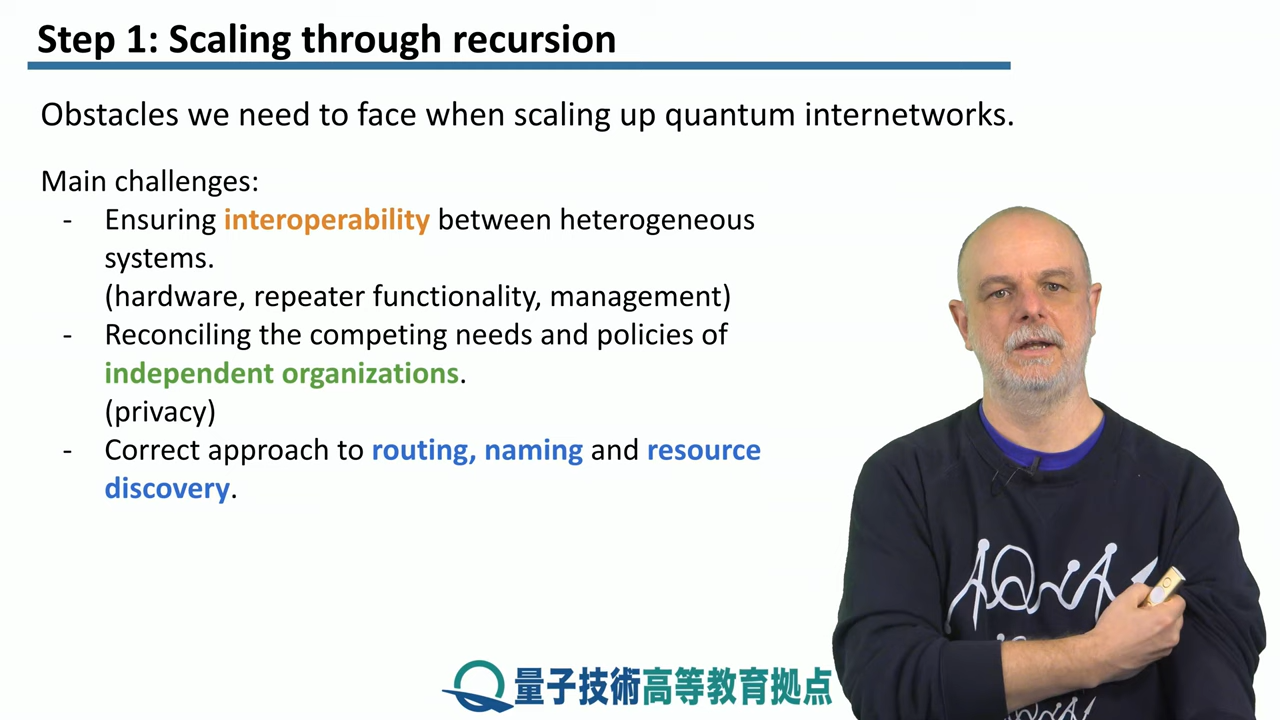 Step 1: Scaling through recursion
Obstacles we need to face when scaling up quantum internetworks.
Main challenges:
- Ensuring interoperability between heterogeneous
systems.
(hardware, repeater functionality, management)
- Reconciling the competing needs and policies of
independent organizations.
(privacy)
- Correct approach to routing, naming and resource
discovery.
量子技術高等教育拠点